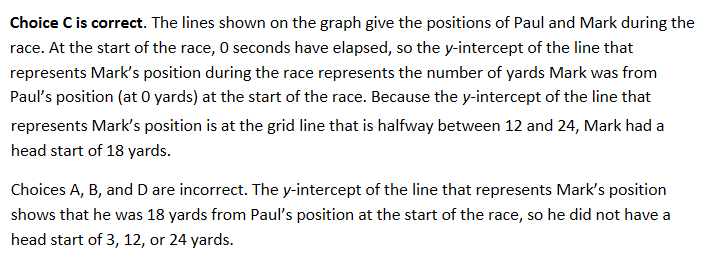 Choice C is correct. The lines shown on the graph give the positions of Paul and Mark during the
race. At the start of the race, 0 seconds have elapsed, so the y-intercept of the line that
represents Mark’s position during the race represents the number of yards Mark was from
Paul’s position (at 0 yards) at the start of the race. Because the y-intercept of the line that
represents Mark’s position is at the grid line that is halfway between 12 and 24, Mark had a
head start of 18 yards.
Choices A, B, and D are incorrect. The y-intercept of the line that represents Mark’s position
shows that he was 18 yards from Paul’s position at the start of the race, so he did not have a
head start of 3, 12, or 24 yards.